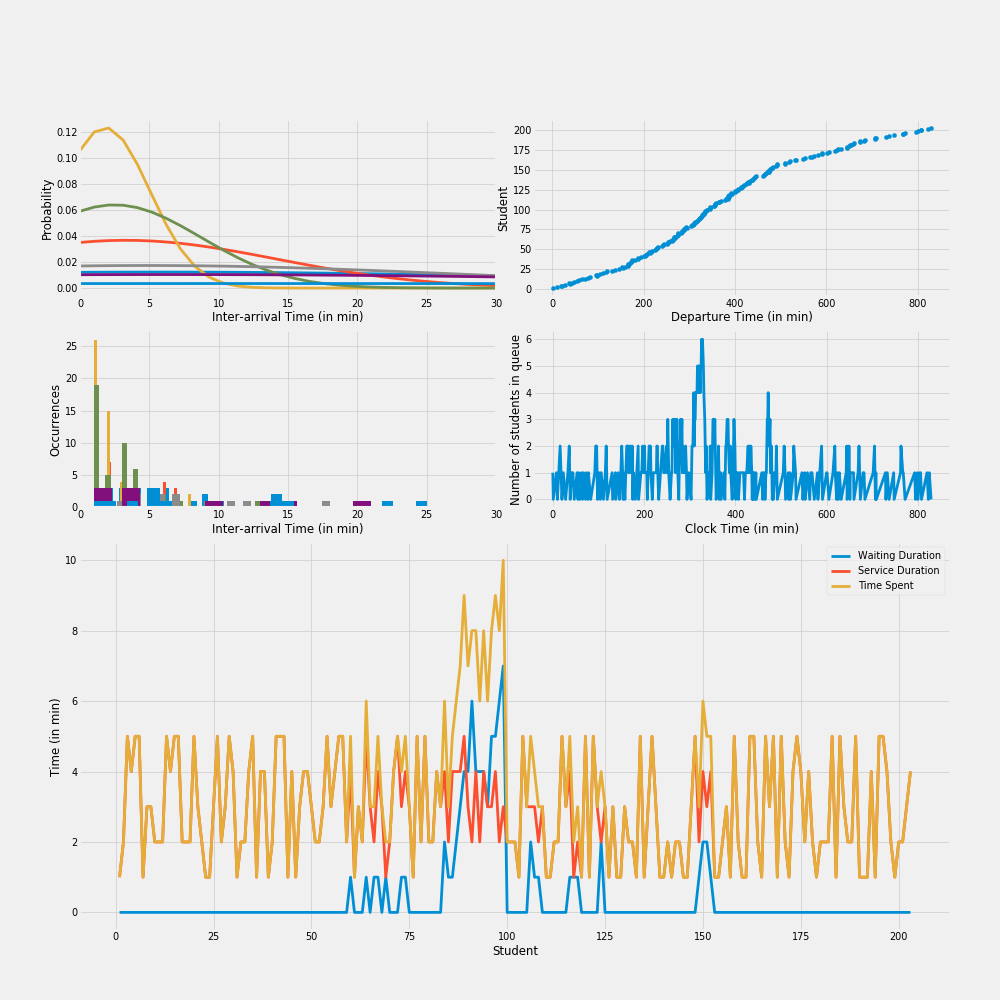 0.12
0.10
0.08
0.06
0.04
0.02
0.00
Probability
0 5 10 15 20 25 30
Inter-arrival Time (in min)
200
175
150
125
100
75
50
25
0
Student
0 200 400 600 800
Departure Time (in min)
25
20
15
10
5
0
Occurrences
0 5 10 15 20 25 30
Inter-arrival Time (in min)
6
5
4
3
2
1
0
Number of students in queue
0 200 400 600 800
Clock Time (in min)
10
8
6
4
2
0
Time (in min)
Waiting Duration
Service Duration
Time Spent
0 25 50 75 100 125 150 175 200
Student